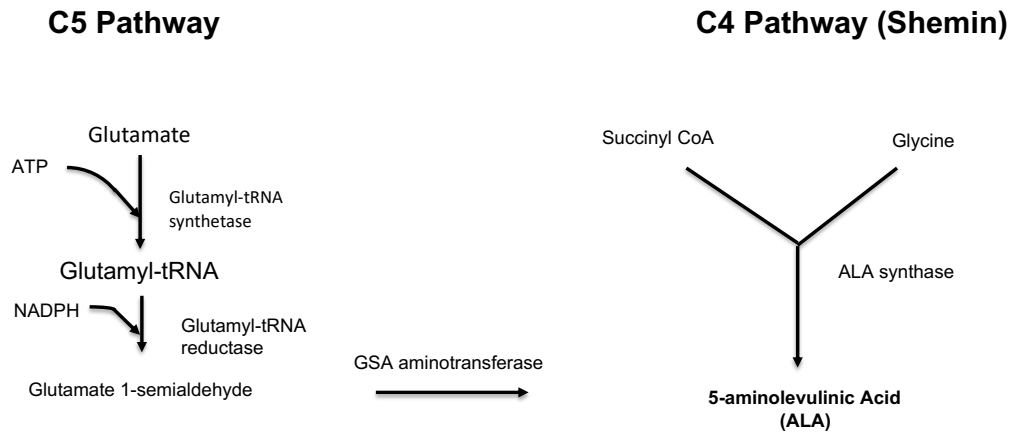 C5 Pathway
C4 Pathway (Shemin)
Glutamate
ATP
Glutamyl-tRNA
synthetase
Glutamyl-tRNA
NADPH
Glutamyl-tRNA
reductase
Glutamate 1-semialdehyde
GSA aminotransferase
Succinyl CoA
Glycine
ALA synthase
5-aminolevulinic Acid
(ALA)